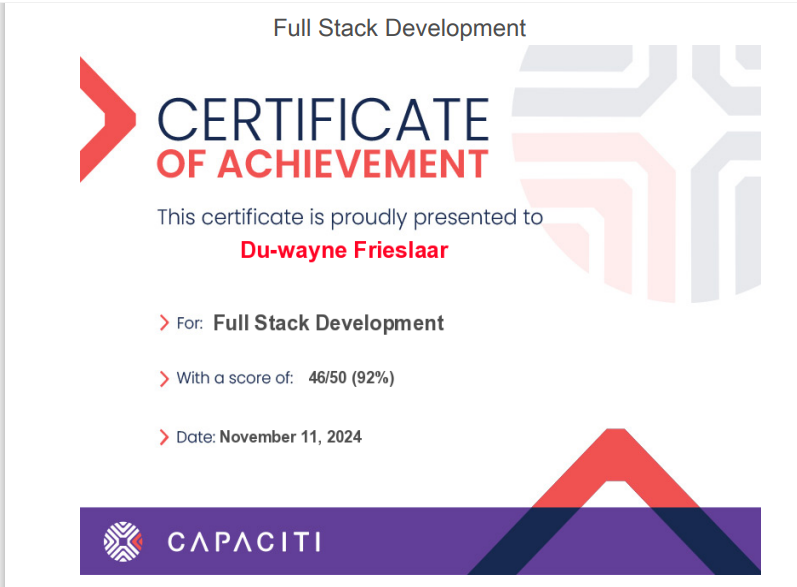 Full Stack Development
CERTIFICATE
OF ACHIEVEMENT
This certificate is proudly presented to
Du-wayne Frieslaar
For: Full Stack Development
With a score of: 46/50 (92%)
Date: November 11, 2024
CAPACITI